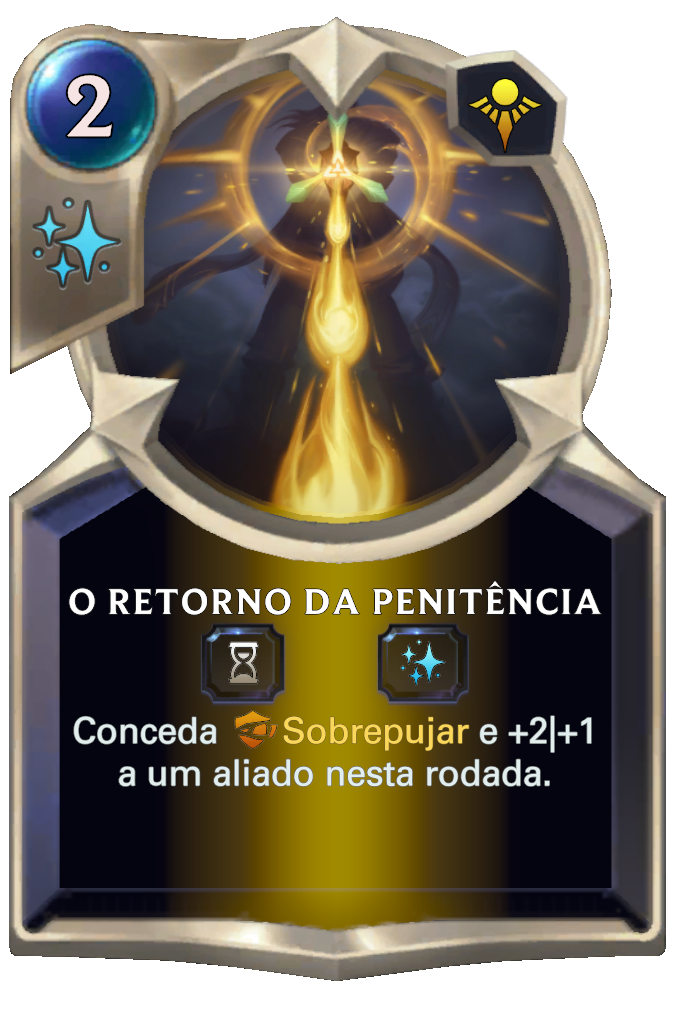 2
O RETORNO DA PENITÊNCIA
Conceda Sobrepujar e +2|+1
a um aliado nesta rodada.